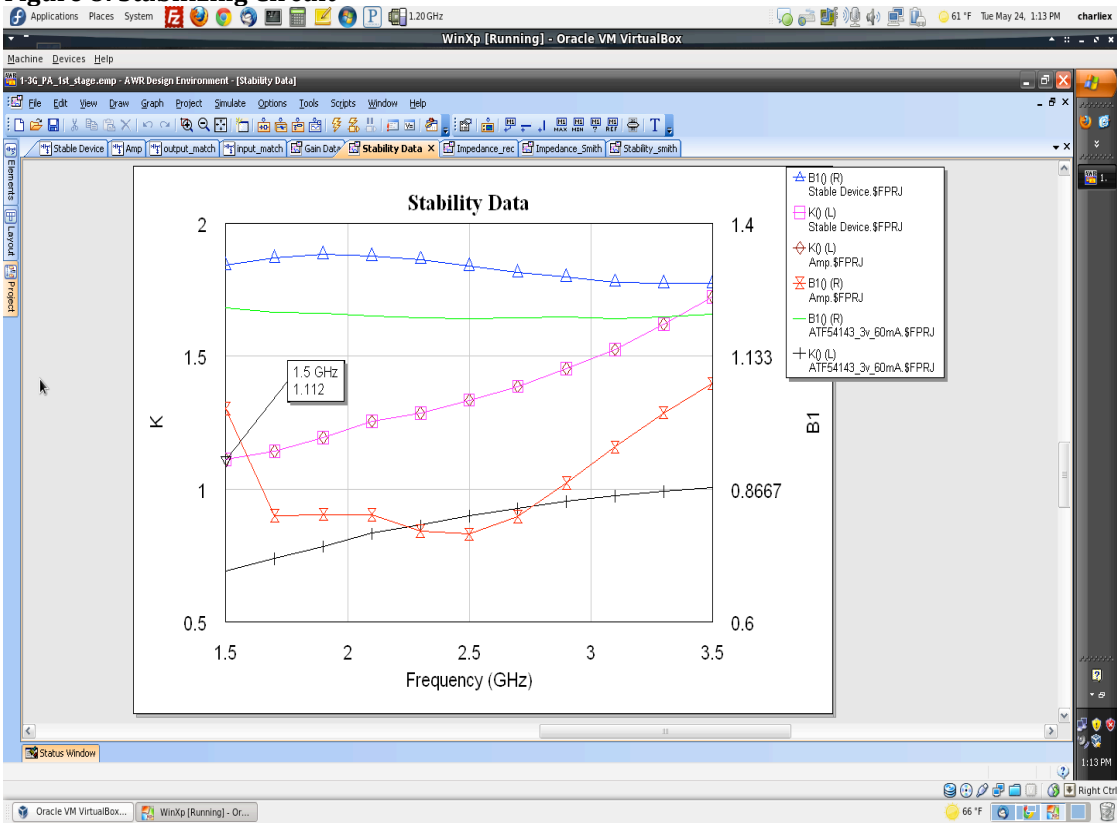 Figure 3: Stabilizing Circuit
Applications Places System 1.20 GHz 61 °F Tue May 24, 1:13 PM charliex
WinXp [Running] - Oracle VM VirtualBox
Machine Devices Help
1-3G_PA_1st_stage.emp - AWR Design Environment - [Stability Data]
File Edit View Draw Graph Project Simulate Options Tools Scripts Window Help
Stable Device Amp output_match input_match Gain Data Stability Data Impedance_rec Impedance_Smith Stability_smith
Elements
Layout
Project
Stability Data
2
1.5
1
0.5
K
1.4
1.133
0.8667
0.6
B1
1.5 GHz
1.112
1.5 2 2.5 3 3.5
Frequency (GHz)
B1() (R)
Stable Device.$FPRJ
K() (L)
Stable Device.$FPRJ
K() (L)
Amp.$FPRJ
B1() (R)
Amp.$FPRJ
B1() (R)
ATF54143_3v_60mA.$FPRJ
K() (L)
ATF54143_3v_60mA.$FPRJ
1.
Status Window
1:13 PM
Right Ctrl
Oracle VM VirtualBox... WinXp [Running] - Or... 66 °F